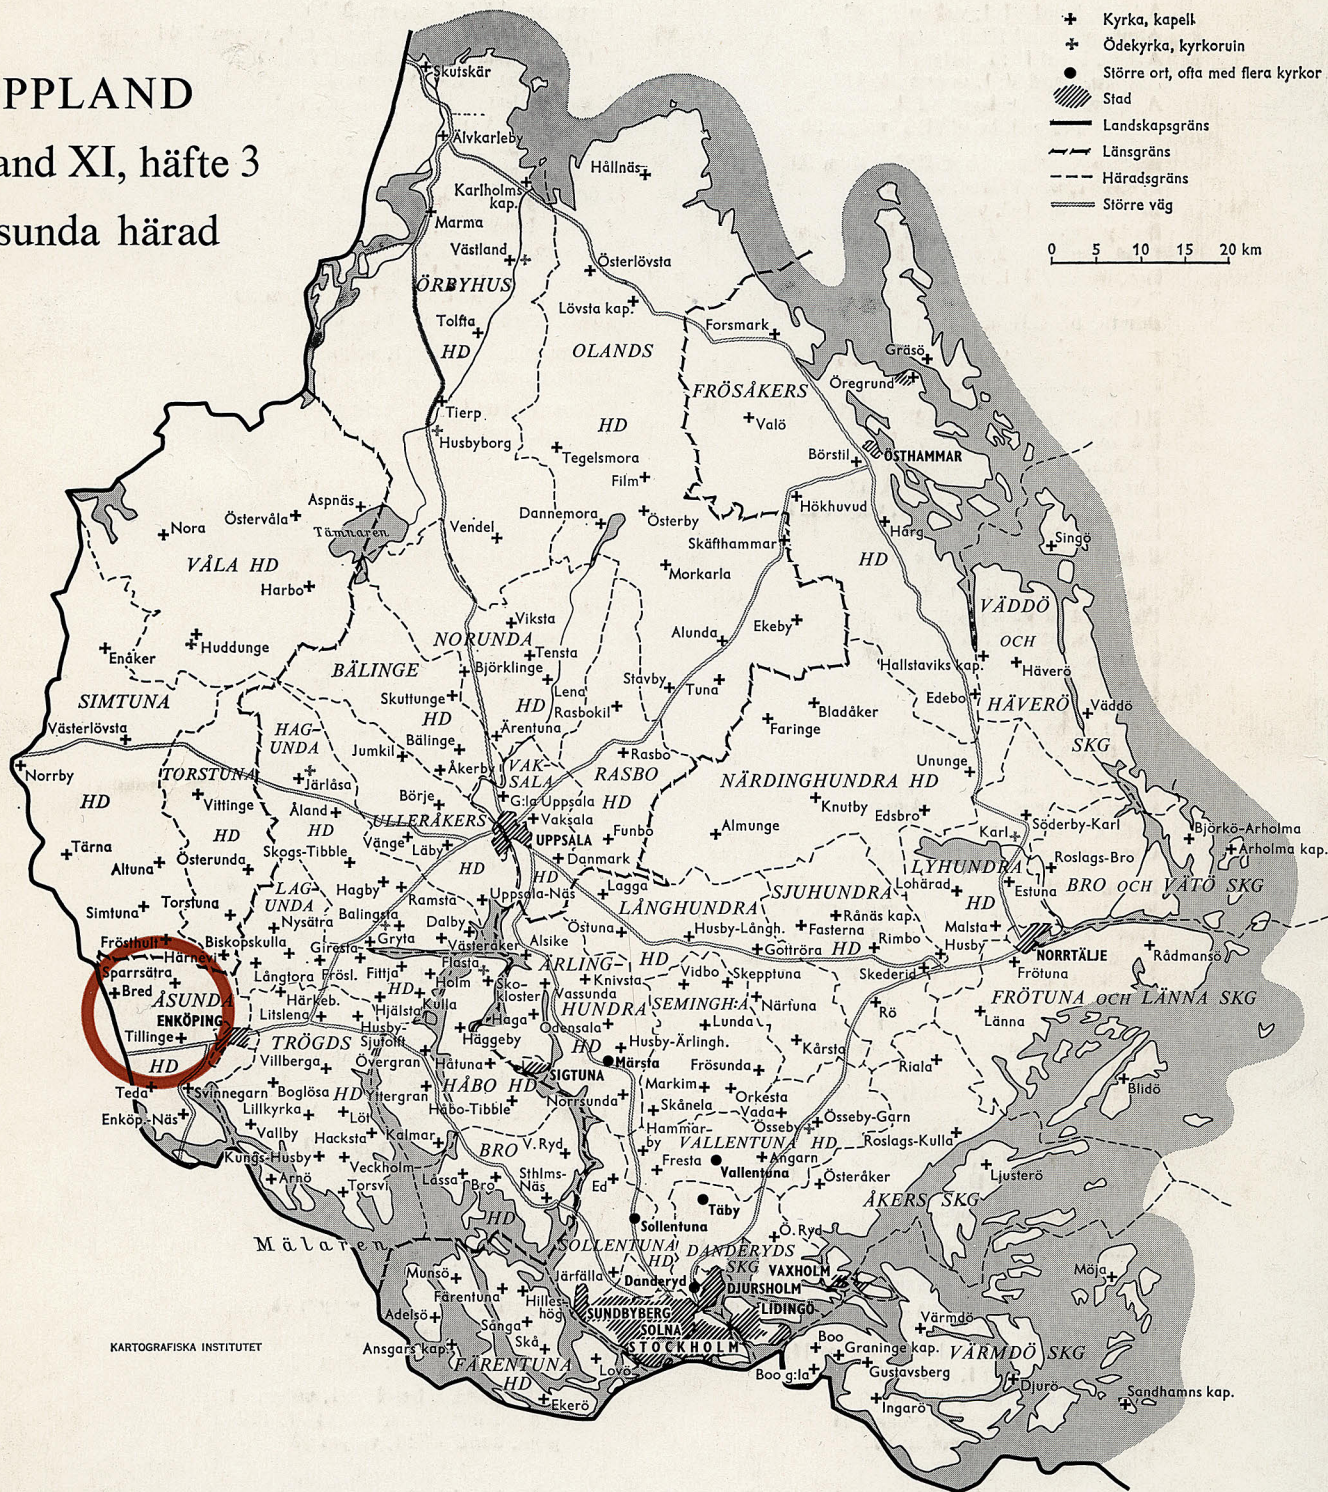 PPLAND
and XI, häfte 3
sunda härad
Kyrka, kapell
Ödekyrka, kyrkoruin
Större ort, ofta med flera kyrkor
Stad
Landskapsgräns
Länsgräns
Häradsgräns
Större väg
0 5 10 15 20 km
Skutskär
Älvkarleby
Hållnäs
Karlholms
kap.
Marma
Västland
Österlövsta
ÖRBYHUS
Lövsta kap.
Tolfta
Forsmark
HD
OLANDS
Gräsö
Öregrund
FRÖSÅKERS
Tierp
HD
Valö
Husbyborg
Tegelsmora
Börstil
ÖSTHAMMAR
Film
Aspnäs
Hökhuvud
Östervåla
Dannemora
Österby
Nora
Tämnaren
Vendel
Harg
Skäfthammar
Singö
VÅLA HD
HD
Morkarla
Harbo
VÄDDÖ
Viksta
Ekeby
Alunda
NORUNDA
OCH
Huddunge
Tensta
Enåker
BÄLINGE
Björklinge
Hallstaviks kap.
Häverö
Stavby
Tuna
Lena
SIMTUNA
Skuttunge
HD
Rasbokil
Edebo
HÄVERÖ
Väddö
HD
Bladåker
Faringe
Västerlövsta
HAG-
UNDA
Ärentuna
Bälinge
SKG
Jumkil
Rasbo
Ununge
Norrby
TORSTUNA
Åkerby
VAK-
SALA
RASBO
NÄRDINGHUNDRA HD
Järlåsa
HD
Vittinge
Börje
G:la Uppsala
HD
Knutby
Edsbro
Åland
HD
ULLERÅKERS
Vaksala
Söderby-Karl
HD
Funbo
Almunge
Karl
Björkö-Arholma
Vänge
Läby
UPPSALA
Arholma kap.
Tärna
Altuna
Österunda
Skogs-Tibble
Danmark
Roslags-Bro
LYHUNDRA
HD
HD
Hagby
Uppsala-Näs
Lagga
SJUHUNDRA
Lohärad
Estuna
BRO OCH VÄTÖ SKG
LAG-
UNDA
Torstuna
Ramsta
LÅNGHUNDRA
HD
Simtuna
Nysätra
Balingsta
Dalby
Rånäs kap.
Malsta
Östuna
Fasterna
Frösthult
Biskopskulla
Giresta
Gryta
Västeråker
Alsike
Husby-Långh.
Gottröra
HD
Rimbo
Husby
NORRTÄLJE
Rådmansö
Härnevi
Långtora
Frösl.
Fittja
Flasta
ÄRLING-
HD
Skederid
Frötuna
Sparrsätra
HD
Holm
Sko-
kloster
Knivsta
Vidbo
Skepptuna
Bred
ÅSUNDA
Härkeb.
Kulla
Vassunda
HUNDRA
SEMINGH:A
Närtuna
FRÖTUNA OCH LÄNNA SKG
Hjälsta
Rö
Länna
ENKÖPING
Litslena
Haga
Odensala
Lunda
Husby-
Sjutolft
Tillinge
TRÖGDS
Häggeby
HD
Husby-Ärlingh.
Kårsta
HD
Villberga
Övergran
Håtuna
Märsta
Frösunda
Riala
SIGTUNA
Teda
Svinnegarn
Boglösa
HD
Yttergran
HÅBO HD
Markim
Orkesta
Blidö
Norrsunda
Enköp.-Näs
Lillkyrka
Löt
Håbo-Tibble
Skånela
Vada
Össeby-Garn
Össeby
Vallby
Hacksta
Kalmar
V.Ryd
Hammar-
by
VALLENTUNA HD
Roslags-Kulla
Kungs-Husby
BRO
Fresta
Angarn
Veckholm
Vallentuna
Ljusterö
Arnö
Torsvi
Låssa
Bro
Sthlms-
Näs
Ed
Österåker
ÅKERS SKG
Täby
HD
Sollentuna
Ö.Ryd
Mälaren
SOLLENTUNA
HD
DANDERYDS
SKG
VAXHOLM
Munsö
Järfälla
Danderyd
DJURSHOLM
Möja
Färentuna
Hilles-
hög
LIDINGÖ
Adelsö
SUNDBYBERG
Sånga
SOLNA
Värmdö
STOCKHOLM
Boo
KARTOGRAFISKA INSTITUTET
Ansgars kap.
Skå
Graninge kap.
VÄRMDÖ SKG
FÄRENTUNA
Lovö
Boo g:la
Gustavsberg
HD
Djurö
Ekerö
Ingarö
Sandhamns kap.